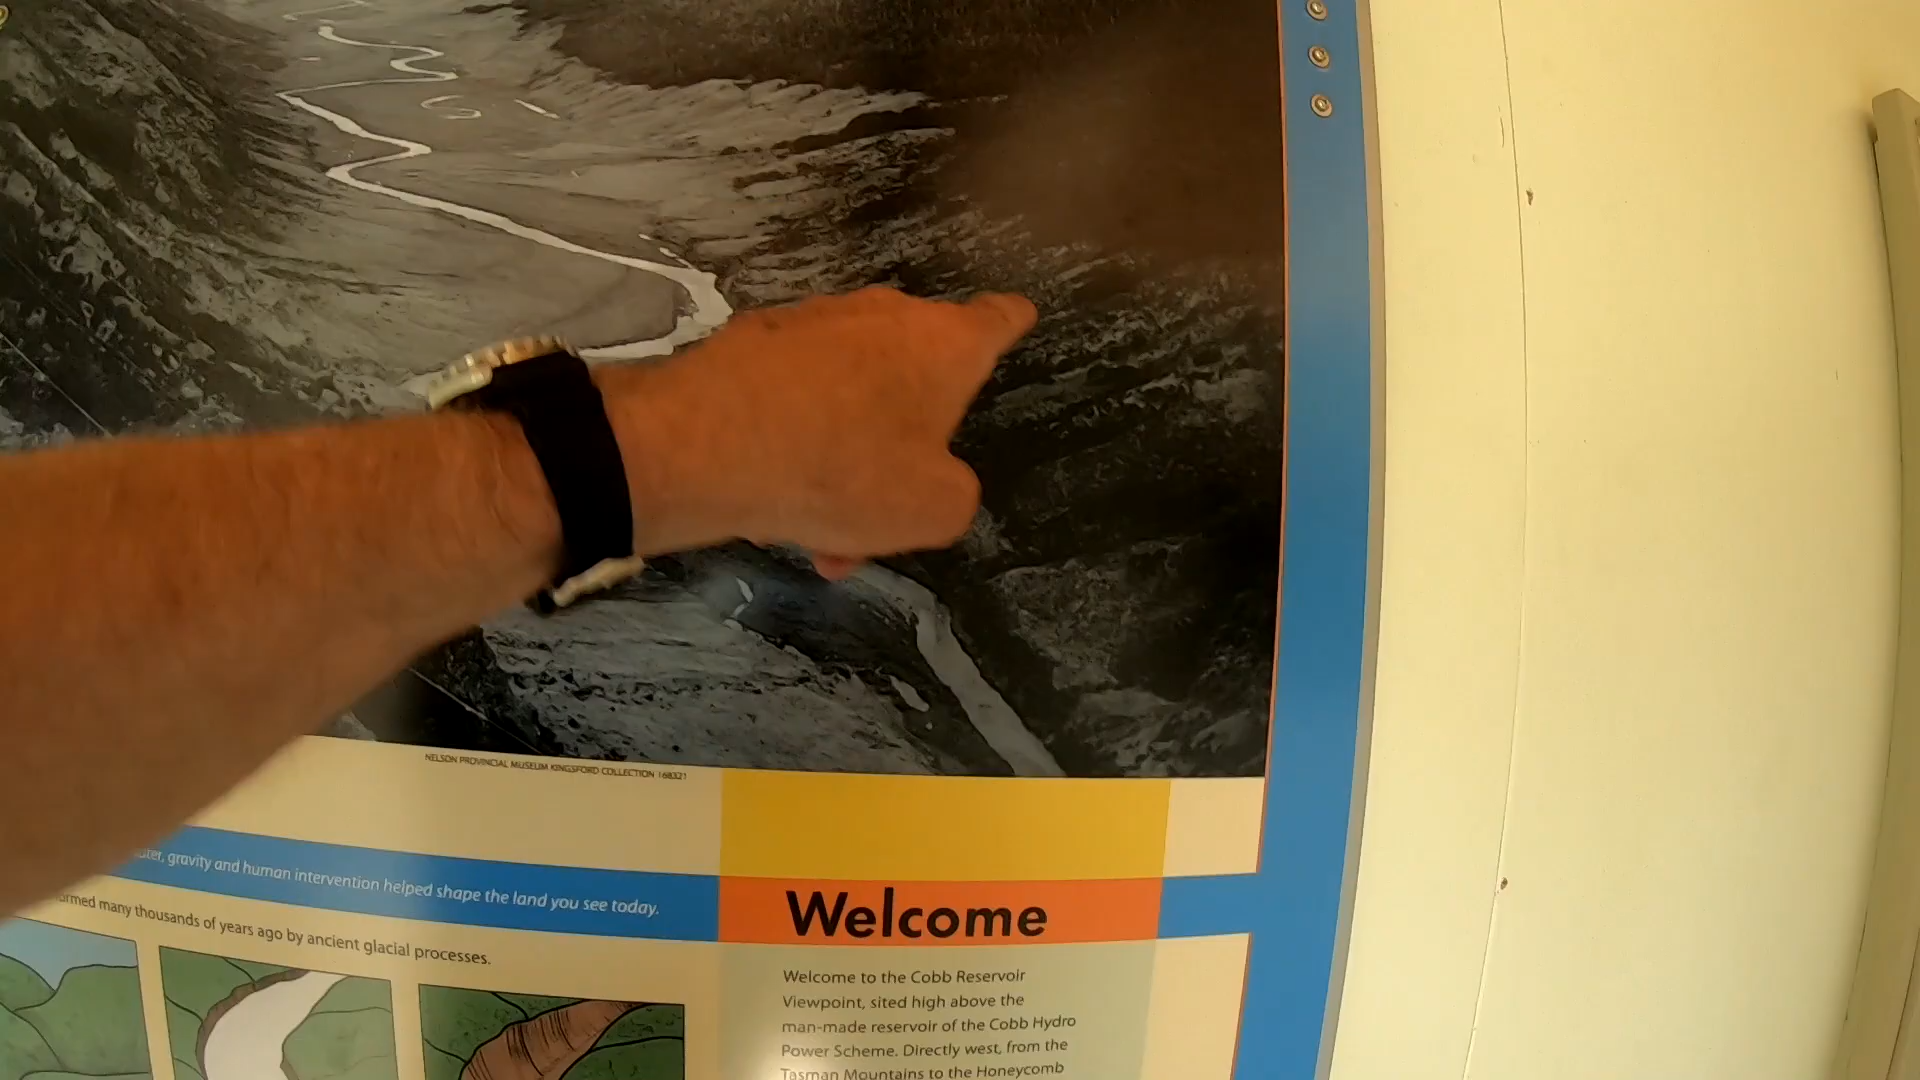 NELSON PROVINCIAL MUSEUM KINGSFORD COLLECTION 168321
gravity and human intervention helped shape the land you see today.
many thousands of years ago by ancient glacial processes.
Welcome
Welcome to the Cobb Reservoir
Viewpoint, sited high above the
man-made reservoir of the Cobb Hydro
Power Scheme. Directly west, from the
Tasman Mountains to the Honeycomb